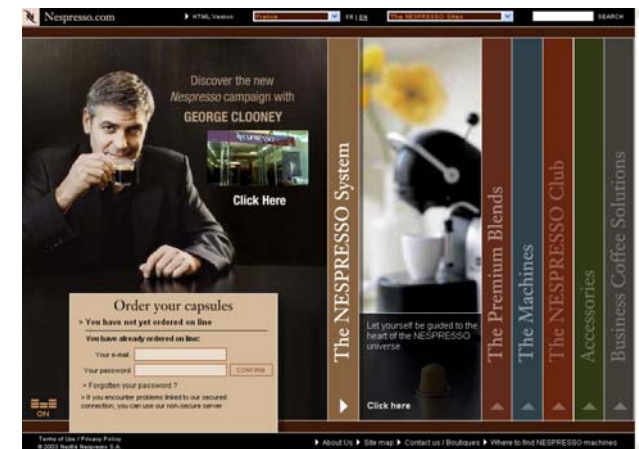 Nespresso.com
HTML Version
France
FR | EN
The NESPRESSO Sites
SEARCH
Discover the new
Nespresso campaign with
GEORGE CLOONEY
NESPRESSO
Click Here
Order your capsules
» You have not yet ordered on line
You have already ordered on line:
Your e-mail
Your password
CONFIRM
» Forgotten your password ?
» If you encounter problems linked to our secured
connection, you can use our non-secure server
ON
The NESPRESSO System
Let yourself be guided to the
heart of the NESPRESSO
universe.
Click here
The Premium Blends
The Machines
The NESPRESSO Club
Accessories
Business Coffee Solutions
Terms of Use / Privacy Policy
© 2003 Nestlé Nespresso S.A.
About Us
Site map
Contact us / Boutiques
Where to find NESPRESSO machines